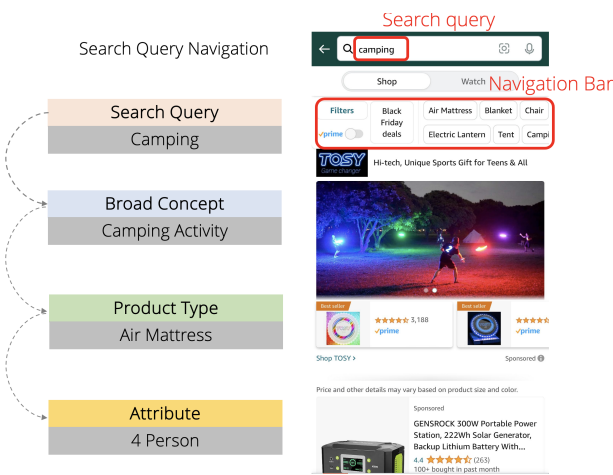 Search query
Search Query Navigation
camping
Shop
Watch
Navigation Bar
Filters
Black Friday deals
Air Mattress
Blanket
Chair
prime
Electric Lantern
Tent
Campi
Search Query
Camping
Broad Concept
Camping Activity
Product Type
Air Mattress
Attribute
4 Person
TOSY
Game changer
Hi-tech, Unique Sports Gift for Teens & All
Best seller
TOSY
3,188
prime
Best seller
prime
Shop TOSY ›
Sponsored
Price and other details may vary based on product size and color.
Sponsored
GENSROCK 300W Portable Power
Station, 222Wh Solar Generator,
Backup Lithium Battery With...
4.4 (263)
100+ bought in past month